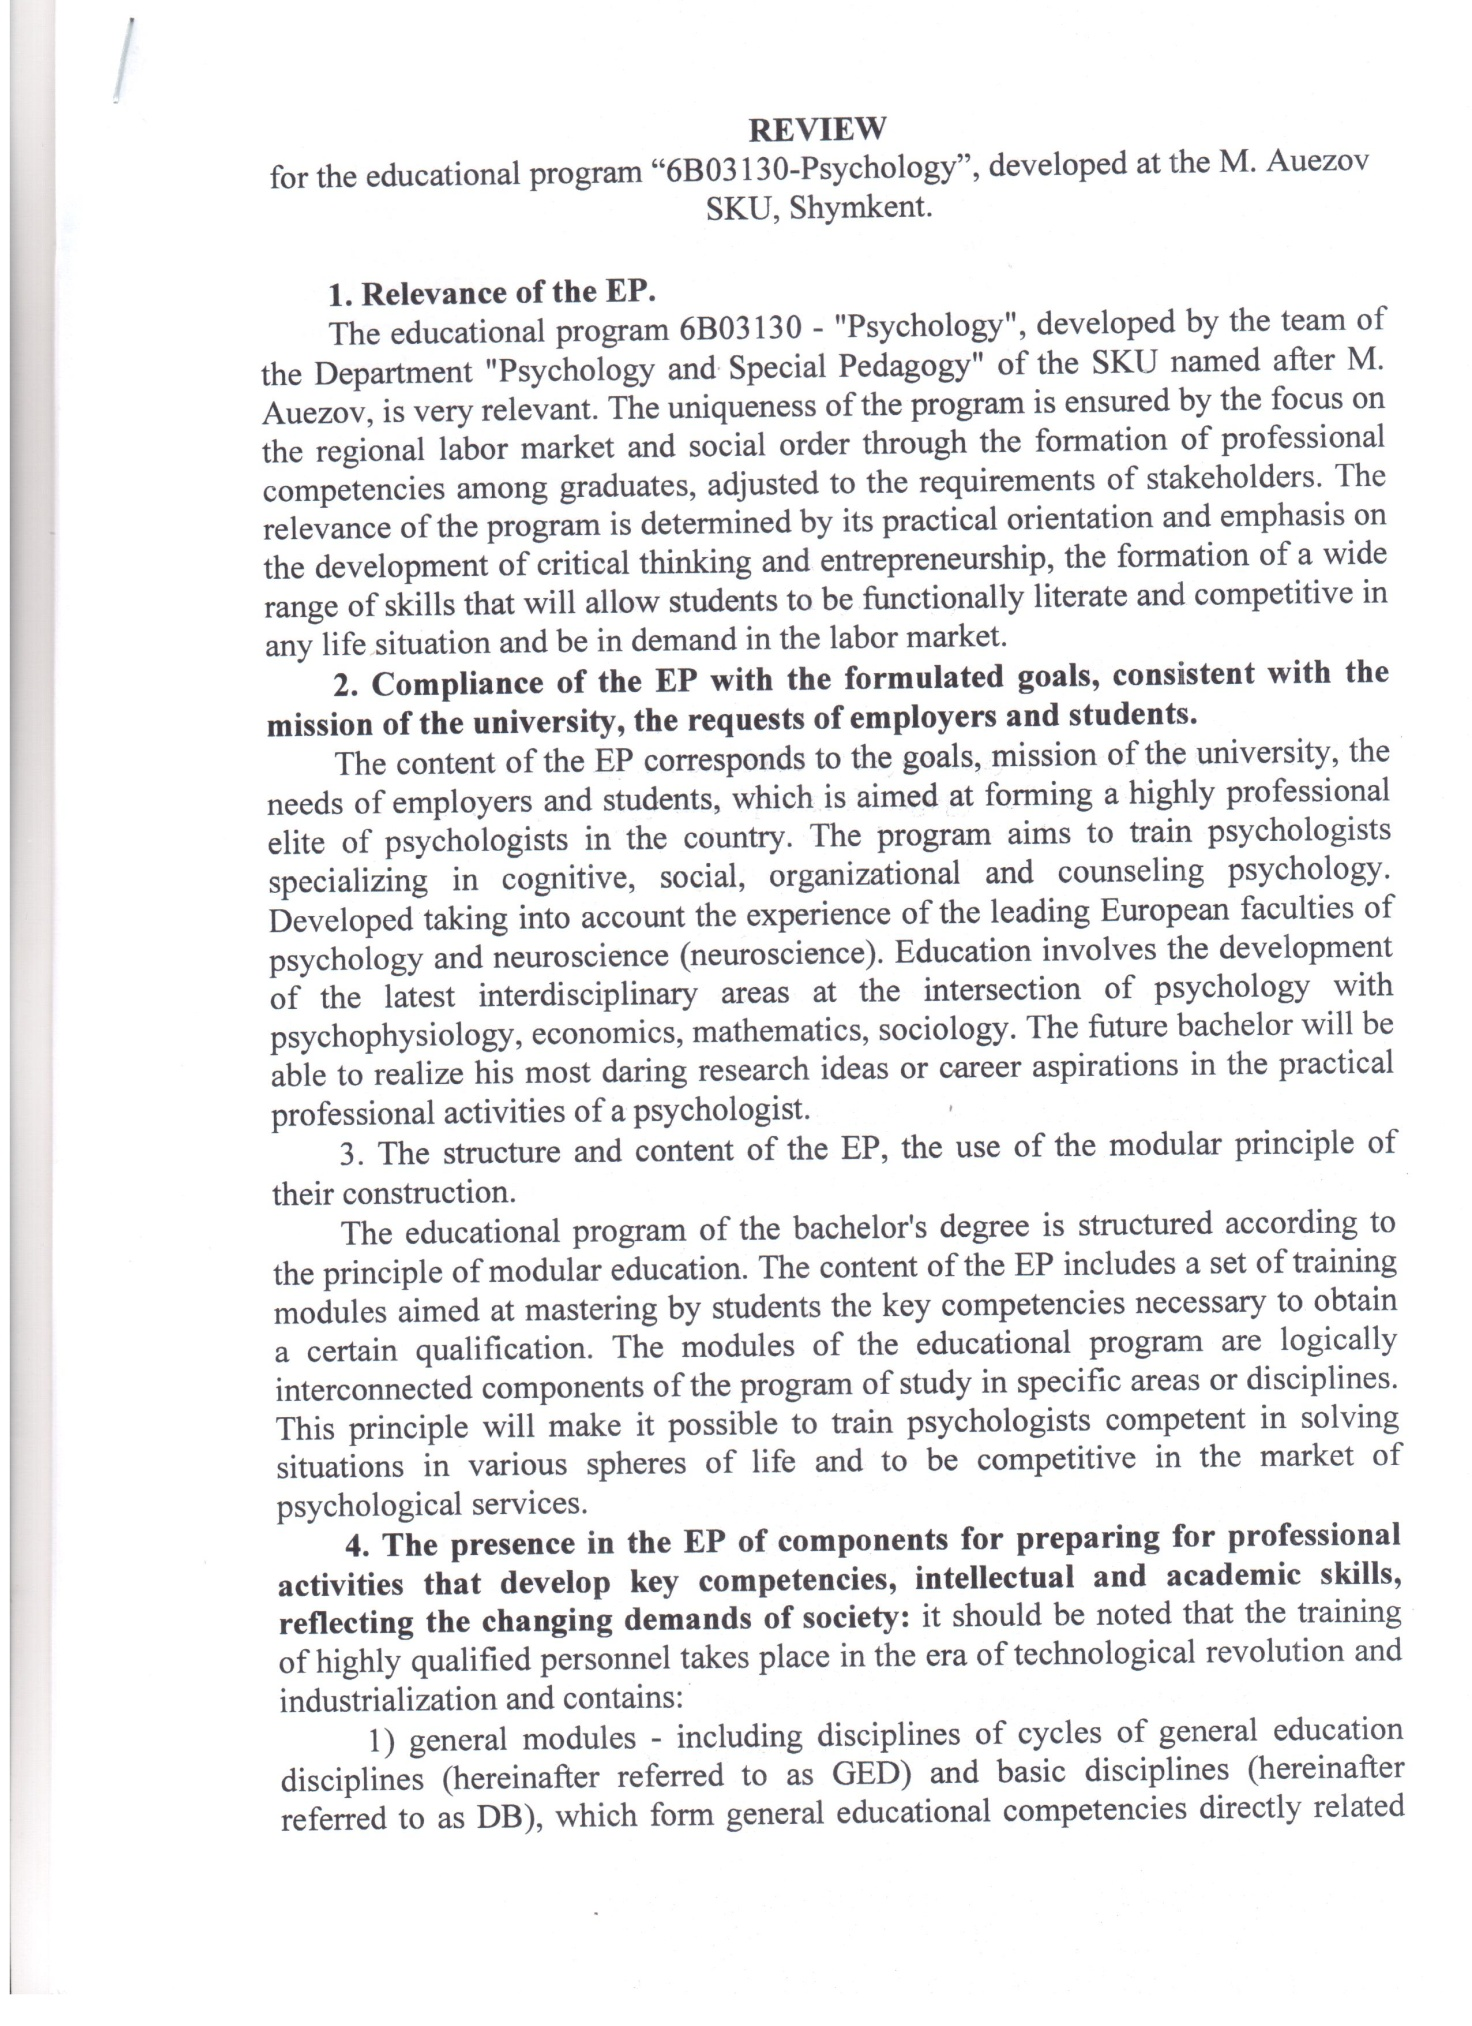 REVIEW
for the educational program “6B03130-Psychology”, developed at the M. Auezov
SKU, Shymkent.
1. Relevance of the EP.
The educational program 6B03130 - "Psychology", developed by the team of
the Department "Psychology and Special Pedagogy" of the SKU named after M.
Auezov, is very relevant. The uniqueness of the program is ensured by the focus on
the regional labor market and social order through the formation of professional
competencies among graduates, adjusted to the requirements of stakeholders. The
relevance of the program is determined by its practical orientation and emphasis on
the development of critical thinking and entrepreneurship, the formation of a wide
range of skills that will allow students to be functionally literate and competitive in
any life situation and be in demand in the labor market.
2. Compliance of the EP with the formulated goals, consistent with the
mission of the university, the requests of employers and students.
The content of the EP corresponds to the goals, mission of the university, the
needs of employers and students, which is aimed at forming a highly professional
elite of psychologists in the country. The program aims to train psychologists
specializing in cognitive, social, organizational and counseling psychology.
Developed taking into account the experience of the leading European faculties of
psychology and neuroscience (neuroscience). Education involves the development
of the latest interdisciplinary areas at the intersection of psychology with
psychophysiology, economics, mathematics, sociology. The future bachelor will be
able to realize his most daring research ideas or career aspirations in the practical
professional activities of a psychologist.
3. The structure and content of the EP, the use of the modular principle of
their construction.
The educational program of the bachelor's degree is structured according to
the principle of modular education. The content of the EP includes a set of training
modules aimed at mastering by students the key competencies necessary to obtain
a certain qualification. The modules of the educational program are logically
interconnected components of the program of study in specific areas or disciplines.
This principle will make it possible to train psychologists competent in solving
situations in various spheres of life and to be competitive in the market of
psychological services.
4. The presence in the EP of components for preparing for professional
activities that develop key competencies, intellectual and academic skills,
reflecting the changing demands of society: it should be noted that the training
of highly qualified personnel takes place in the era of technological revolution and
industrialization and contains:
1) general modules - including disciplines of cycles of general education
disciplines (hereinafter referred to as GED) and basic disciplines (hereinafter
referred to as DB), which form general educational competencies directly related